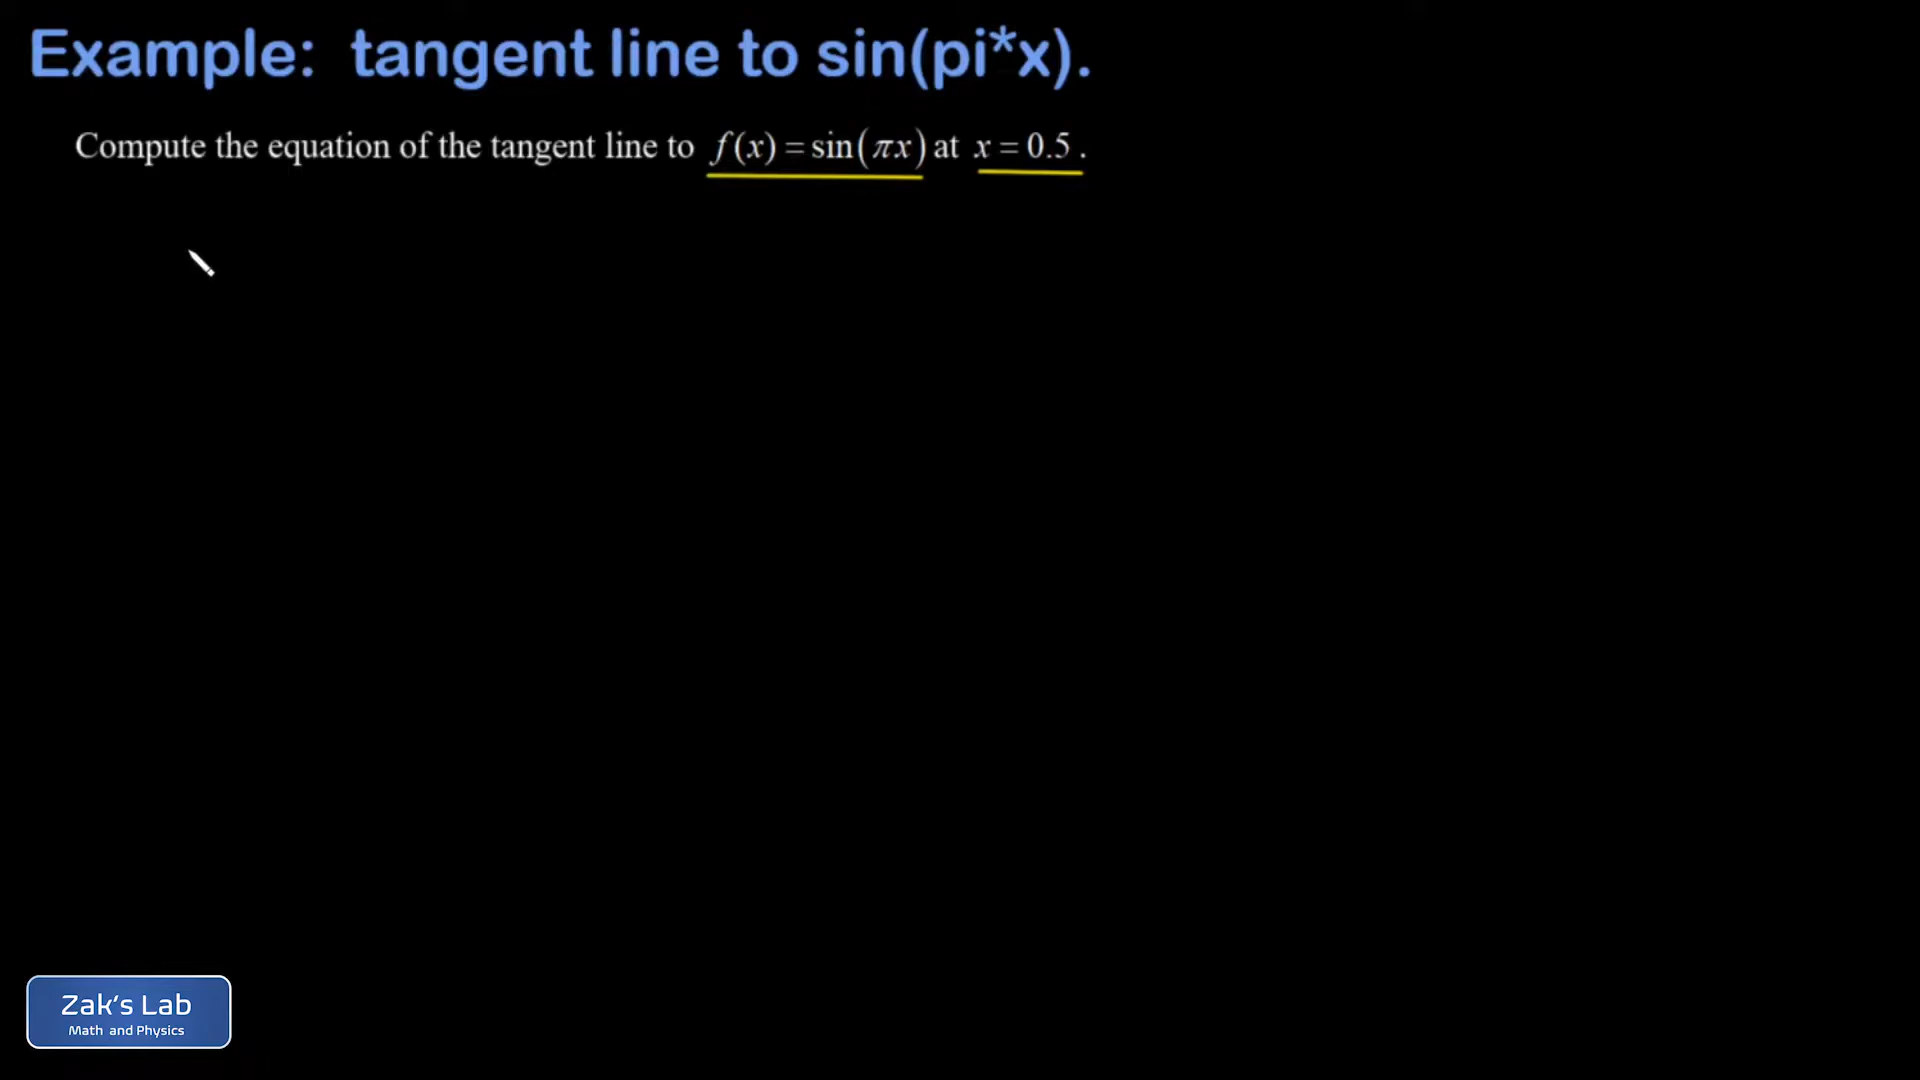 Example: tangent line to sin(pi*x).
Compute the equation of the tangent line to f(x) = sin(πx) at x = 0.5.
Zak's Lab
Math and Physics